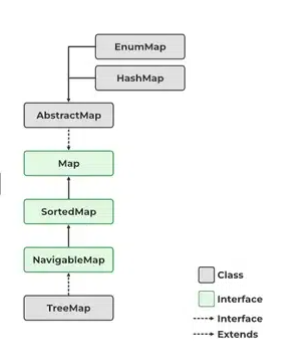 EnumMap
HashMap
AbstractMap
Map
SortedMap
NavigableMap
TreeMap
Class
Interface
Interface
Extends